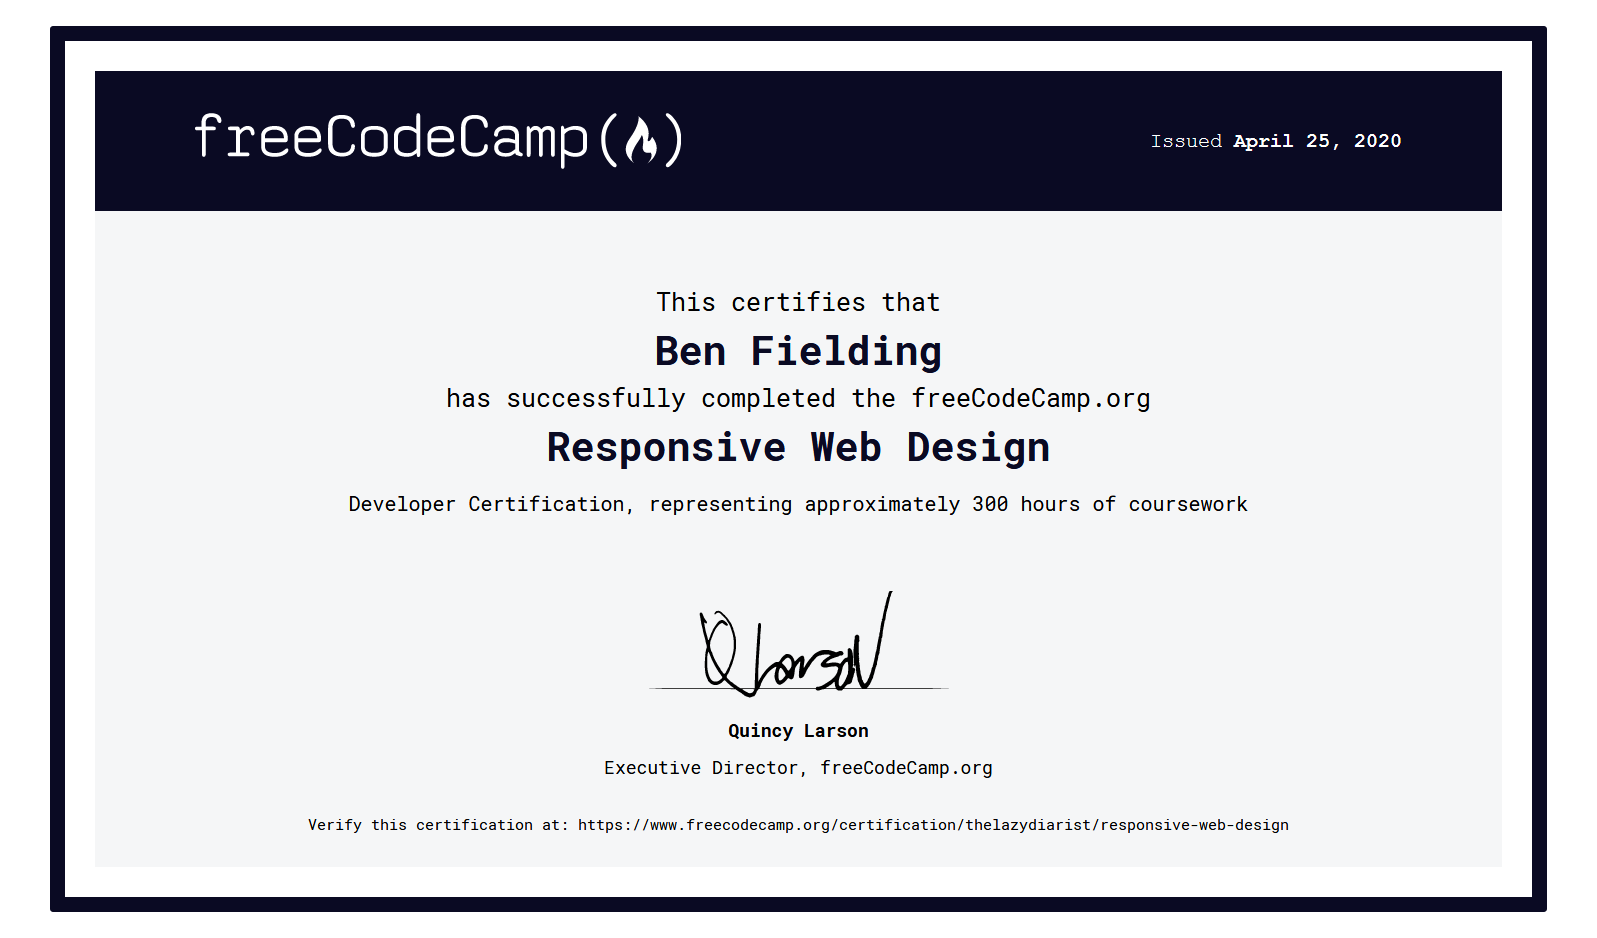 freeCodeCamp(🔥)
Issued April 25, 2020
This certifies that
Ben Fielding
has successfully completed the freeCodeCamp.org
Responsive Web Design
Developer Certification, representing approximately 300 hours of coursework
Q Larson
Quincy Larson
Executive Director, freeCodeCamp.org
Verify this certification at: https://www.freecodecamp.org/certification/thelazydiarist/responsive-web-design